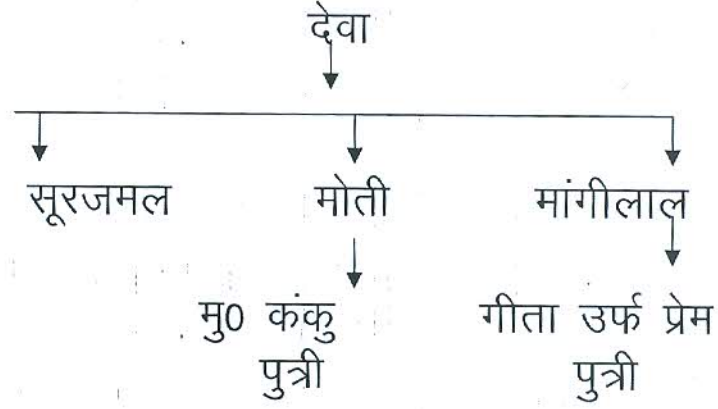 देवा
सूरजमल मोती मांगीलाल
मु0 कंकु गीता उर्फ प्रेम
पुत्री पुत्री